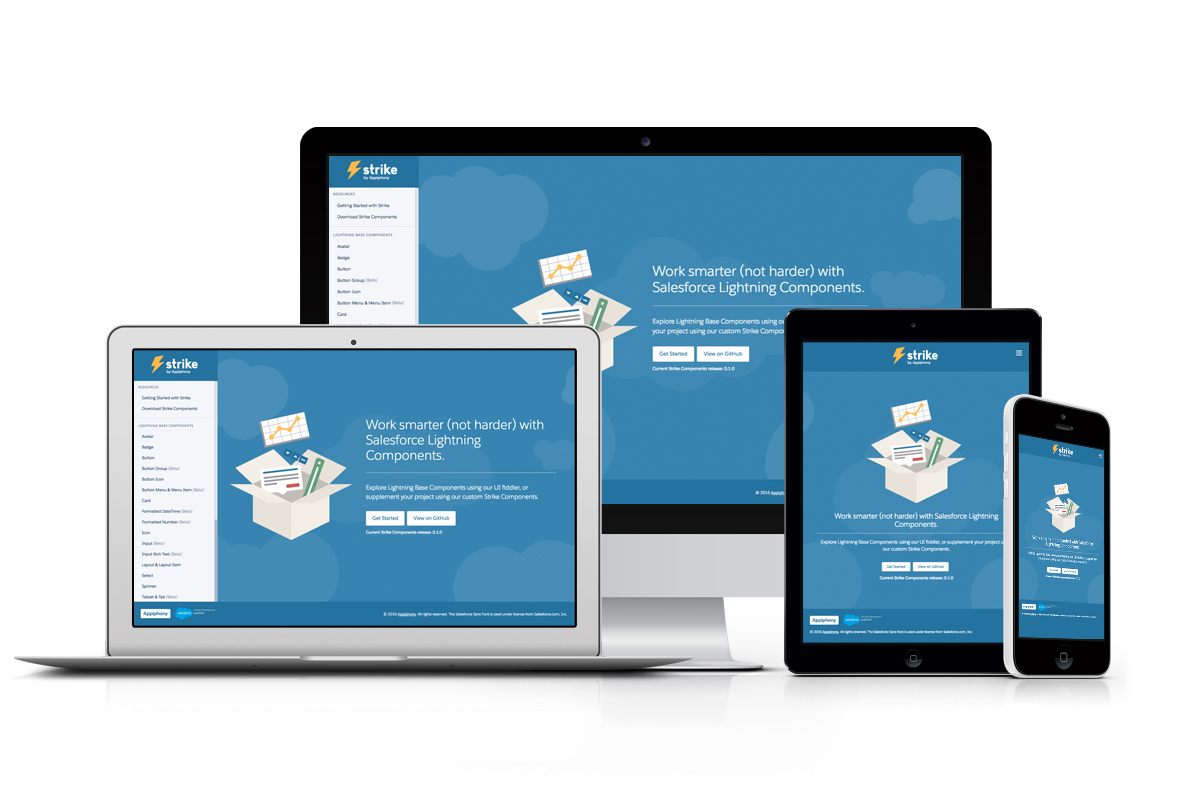 strike
by Appiphony
RESOURCES
Getting Started with Strike
Download Strike Components
LIGHTNING BASE COMPONENTS
Avatar
Badge
Button
Button Group (Beta)
Button Icon
Button Menu & Menu Item (Beta)
Card
Work smarter (not harder) with
Salesforce Lightning Components.
Explore Lightning Base Components using ou
your project using our custom Strike Compo
Get Started
View on GitHub
Current Strike Components release: 0.1.0
© 2016 Appiph
strike
by Appiphony
RESOURCES
Getting Started with Strike
Download Strike Components
LIGHTNING BASE COMPONENTS
Avatar
Badge
Button
Button Group (Beta)
Button Icon
Button Menu & Menu Item (Beta)
Card
Formatted DateTime (Beta)
Formatted Number (Beta)
Icon
Input (Beta)
Input Rich Text (Beta)
Layout & Layout Item
Select
Spinner
Tabset & Tab (Beta)
Work smarter (not harder) with
Salesforce Lightning
Components.
Explore Lightning Base Components using our UI fiddler, or
supplement your project using our custom Strike Components.
Get Started
View on GitHub
Current Strike Components release: 0.1.0
Appiphony
salesforce
partner
© 2016 Appiphony. All rights reserved. The Salesforce Sans Font is used under license from Salesforce.com, Inc.
strike
by Appiphony
Work smarter (not harder) with Salesforce Lightning
Components.
Explore Lightning Base Components using our UI fiddler, or supplement your project u
our custom Strike Components.
Get Started
View on GitHub
Current Strike Components release: 0.1.0
Appiphony
salesforce
partner
© 2016 Appiphony. All rights reserved. The Salesforce Sans Font is used under license from Salesforce.com, Inc.
strike